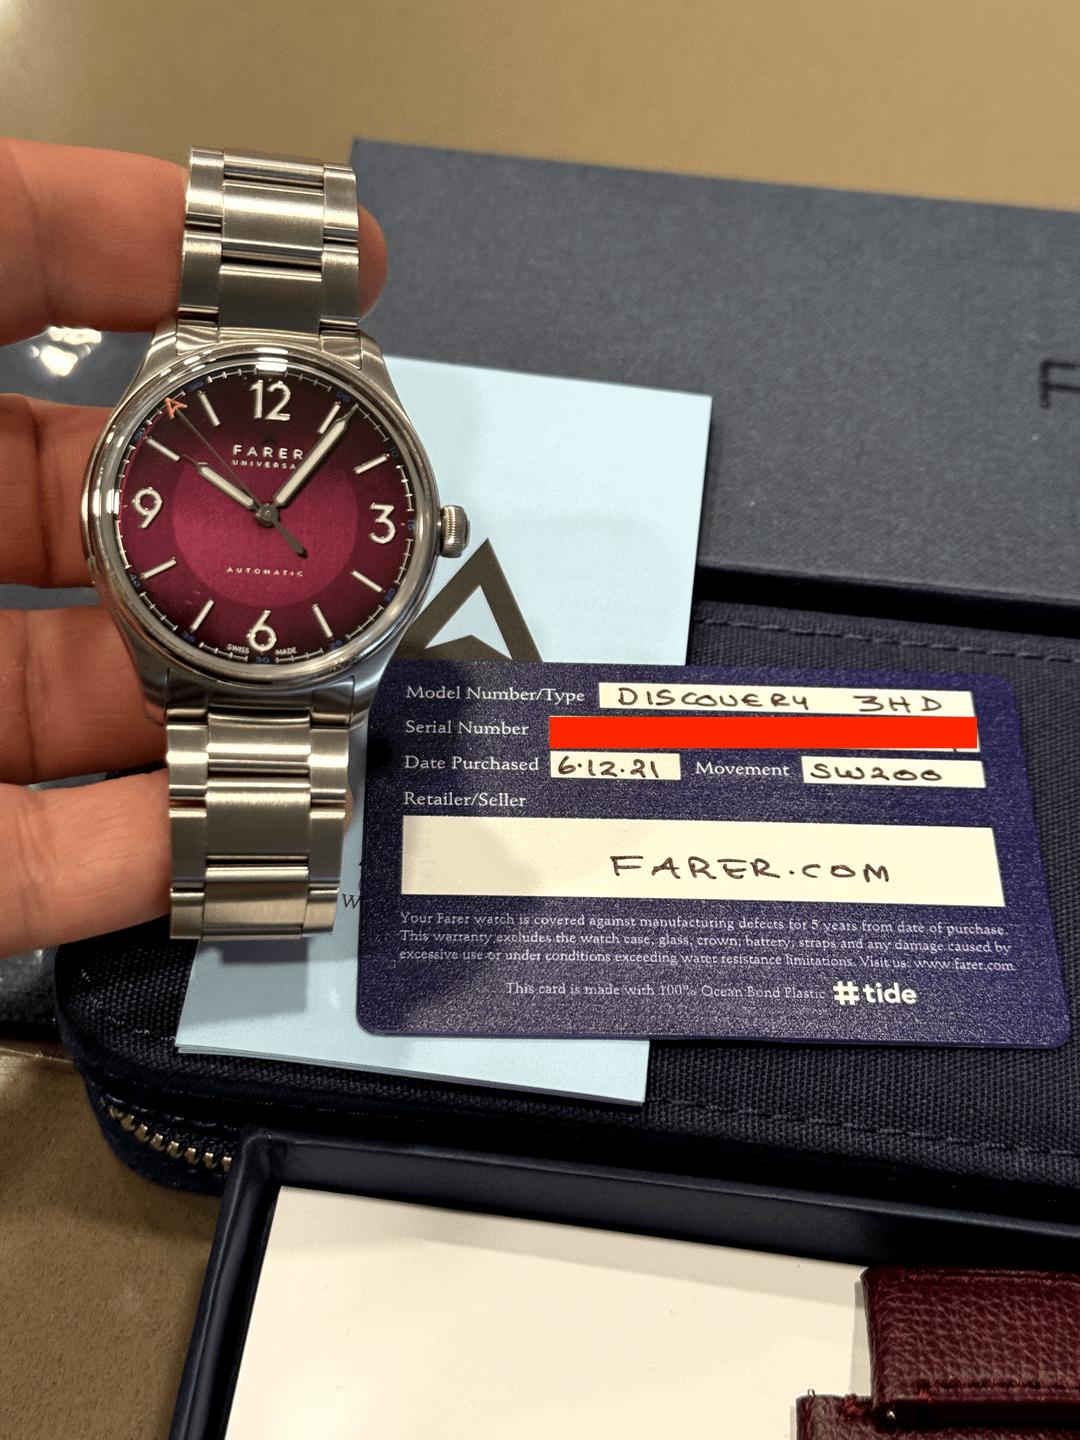 12
FARER
UNIVERSAL
9
3
AUTOMATIC
6
SWISS MADE
F
Model Number/Type DISCOVERY 3HD
Serial Number
Date Purchased 6.12.21 Movement SW200
Retailer/Seller
FARER.COM
Your Farer watch is covered against manufacturing defects for 5 years from date of purchase.
This warranty excludes the watch case, glass, crown, battery, straps and any damage caused by
excessive use or under conditions exceeding water resistance limitations. Visit us: www.farer.com
This card is made with 100% Ocean Bond Plastic #tide